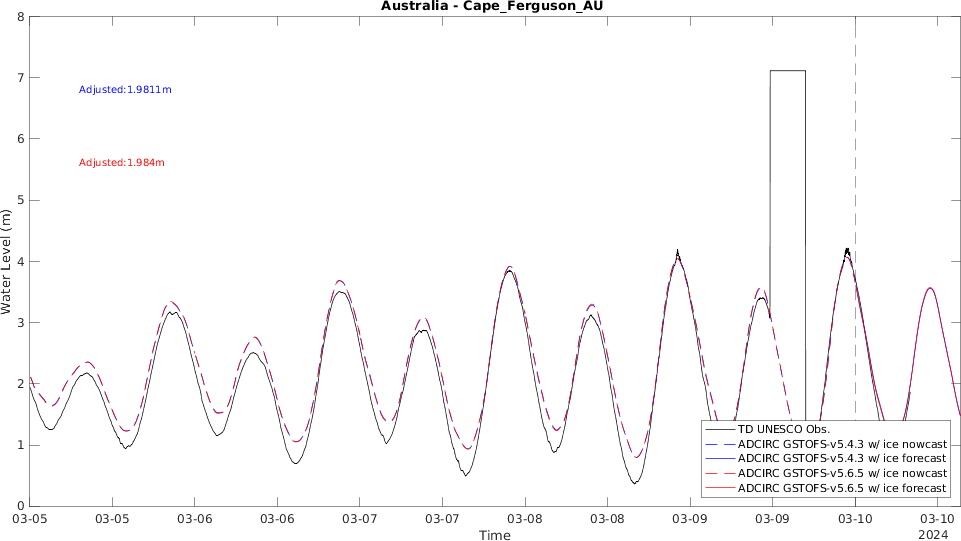 Australia - Cape_Ferguson_AU
8
7
6
5
4
3
2
1
0
Water Level (m)
Adjusted:1.9811m
Adjusted:1.984m
TD UNESCO Obs.
ADCIRC GSTOFS-v5.4.3 w/ ice nowcast
ADCIRC GSTOFS-v5.4.3 w/ ice forecast
ADCIRC GSTOFS-v5.6.5 w/ ice nowcast
ADCIRC GSTOFS-v5.6.5 w/ ice forecast
03-05 03-05 03-06 03-06 03-07 03-07 03-08 03-08 03-09 03-09 03-10 03-10
Time
2024